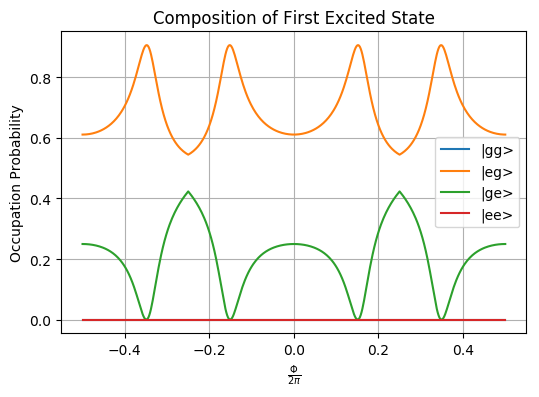 Composition of First Excited State
Occupation Probability
0.8
0.6
0.4
0.2
0.0
|gg>
|eg>
|ge>
|ee>
−0.4
−0.2
0.0
0.2
0.4
Φ
2π